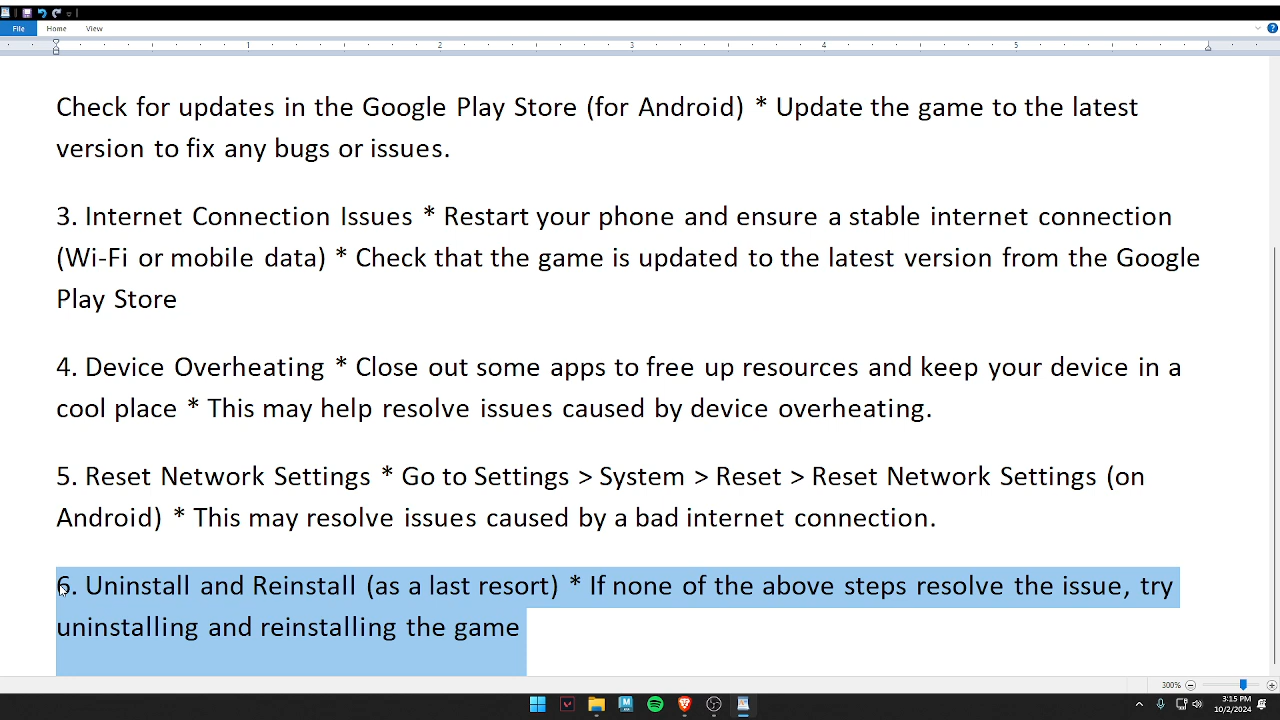 File Home View
1 2 3 4 5
Check for updates in the Google Play Store (for Android) * Update the game to the latest
version to fix any bugs or issues.
3. Internet Connection Issues * Restart your phone and ensure a stable internet connection
(Wi-Fi or mobile data) * Check that the game is updated to the latest version from the Google
Play Store
4. Device Overheating * Close out some apps to free up resources and keep your device in a
cool place * This may help resolve issues caused by device overheating.
5. Reset Network Settings * Go to Settings > System > Reset > Reset Network Settings (on
Android) * This may resolve issues caused by a bad internet connection.
6. Uninstall and Reinstall (as a last resort) * If none of the above steps resolve the issue, try
uninstalling and reinstalling the game
300%
3:15 PM
10/2/2024